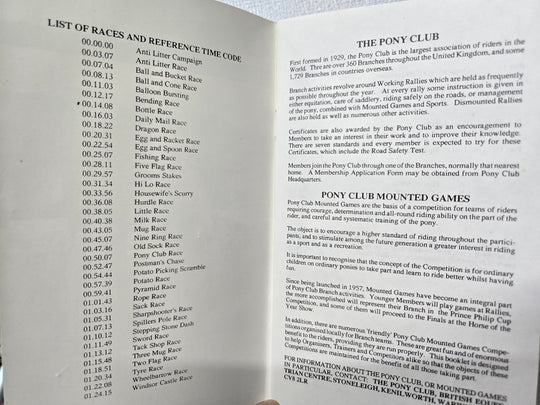 LIST OF RACES AND REFERENCE TIME CODE
00.00.00 Anti Litter Campaign
00.03.07 Anti Litter Race
00.07.04 Ball and Bucket Race
00.08.13 Ball and Cone Race
00.11.03 Balloon Busting
00.12.17 Bending Race
00.14.08 Bottle Race
00.16.03 Daily Mail Race
00.18.22 Dragon Race
00.20.31 Egg and Racket Race
00.22.54 Egg and Spoon Race
00.25.07 Fishing Race
00.28.11 Five Flag Race
00.29.57 Grooms Stakes
00.31.34 Hi Lo Race
00.33.56 Housewife's Scurry
00.36.08 Hurdle Race
00.38.05 Little Race
00.40.38 Milk Race
00.43.05 Mug Race
00.45.07 Nine Ring Race
00.47.46 Old Sock Race
00.50.07 Pony Club Race
00.52.47 Postman's Chase
00.54.44 Potato Picking Scramble
00.57.39 Potato Race
00.59.41 Pyramid Race
01.01.43 Rope Race
01.03.16 Sack Race
01.05.31 Sharpshooter's Race
01.07.13 Spillers Pole Race
01.10.12 Stepping Stone Dash
01.11.49 Sword Race
01.13.12 Tack Shop Race
01.15.48 Three Mug Race
01.18.51 Two Flag Race
01.20.34 Tyre Race
01.22.08 Wheelbarrow Race
01.24.15 Windsor Castle Race
THE PONY CLUB
First formed in 1929, the Pony Club is the largest association of riders in the
World. Thre are over 360 Branches throughout the United Kingdom, and some
1,729 Branches in countries overseas.
Branch activities revolve around Working Rallies which are held as frequently
as possible throughout the year. At every rally some instruction is given in
either equitation, care of saddlery, riding safely on the roads, or management
of the pony, combined with Mounted Games and Sports. Dismounted Rallies
are also held as well as numerous other activities.
Certificates are also awarded by the Pony Club as an encouragement to
Members to take an interest in their work and to improve their knowledge.
There are seven standards and every member is expected to try for these
Certificates, which include the Road Safety Test.
Members join the Pony Club through one of the Branches, normally that nearest
home. A Membership Application Form may be obtained from Pony Club
Headquarters.
PONY CLUB MOUNTED GAMES
Pony Club Mounted Games are the basis of a competition for teams of riders
requiring courage, determination and all-round riding ability on the part of the
rider, and careful and systematic training of the pony.
The object is to encourage a higher standard of riding throughout the partici-
pants, and to stimulate among the future generation a greater interest in riding
as a sport and as a recreation.
It is important to recognise that the concept of the Competition is for ordinary
children on ordinary ponies to take part and learn to ride better whilst having
fun.
Since being launched in 1957, Mounted Games have become an integral part
of Pony Club Branch activities. Younger Members will play games at Rallies,
the more accomplished will represent their Branch in the Prince Philip Cup
Competition, and some of them will proceed to the Finals at the Horse of the
Year Show.
In addition, there are numerous 'friendly' Pony Club Mounted Games Compe-
titions organised locally for Branch teams. These are great fun and of enormous
benefit to the riders, providing they are run properly. This booklet is designed
to help Organisers, Trainers and Competitors alike so that the objects of these
Competitions are maintained for the benefit of all those taking part.
FOR INFORMATION ABOUT THE PONY CLUB, OR MOUNTED GAMES
IN PARTICULAR, CONTACT: THE PONY CLUB, BRITISH EQUES-
TRIAN CENTRE, STONELEIGH, KENILWORTH,
CV8 2LR